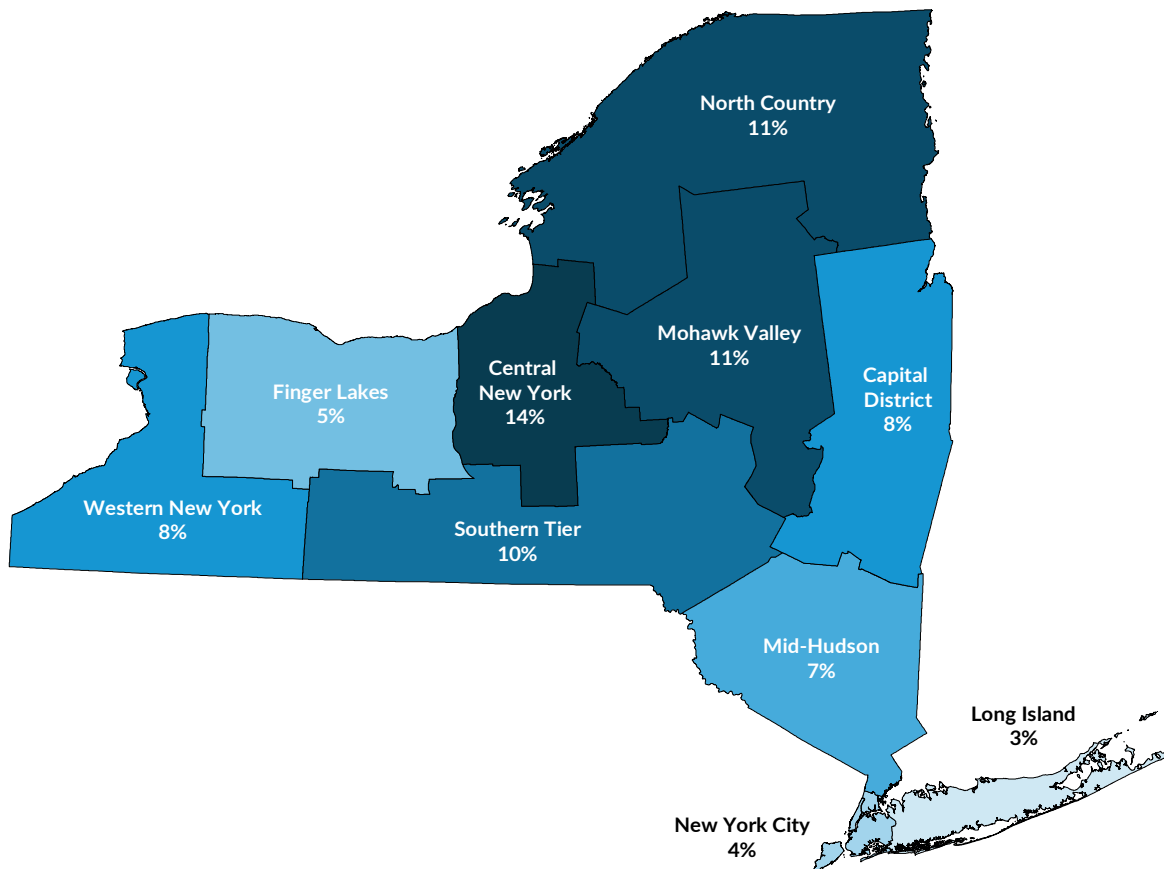 North Country
11%
Mohawk Valley
11%
Central
New York
14%
Capital
District
8%
Finger Lakes
5%
Western New York
8%
Southern Tier
10%
Mid-Hudson
7%
Long Island
3%
New York City
4%